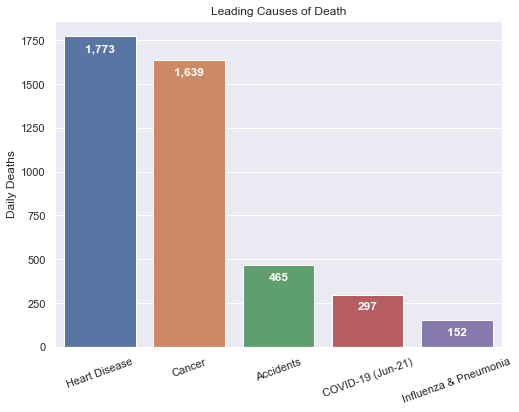 Leading Causes of Death
Daily Deaths
1750
1500
1250
1000
750
500
250
0
1,773
1,639
465
297
152
Heart Disease
Cancer
Accidents
COVID-19 (Jun-21)
Influenza & Pneumonia